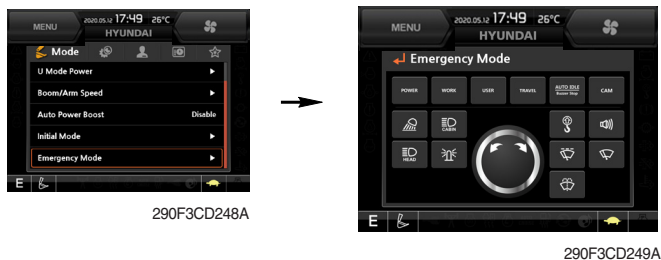 MENU
2020.05.12 17:49 26°C
HYUNDAI
Mode
U Mode Power
Boom/Arm Speed
Auto Power Boost Disable
Initial Mode
Emergency Mode
E
290F3CD248A
MENU
2020.05.12 17:49 26°C
HYUNDAI
Emergency Mode
POWER WORK USER TRAVEL AUTO IDLE CAM
Buzzer Stop
CABIN
HEAD
E
290F3CD249A